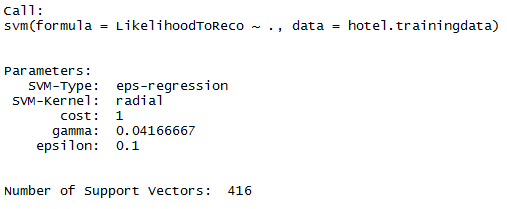 Call:
svm(formula = LikelihoodToReco ~ ., data = hotel.trainingdata)
Parameters:
SVM-Type: eps-regression
SVM-Kernel: radial
cost: 1
gamma: 0.04166667
epsilon: 0.1
Number of Support Vectors: 416